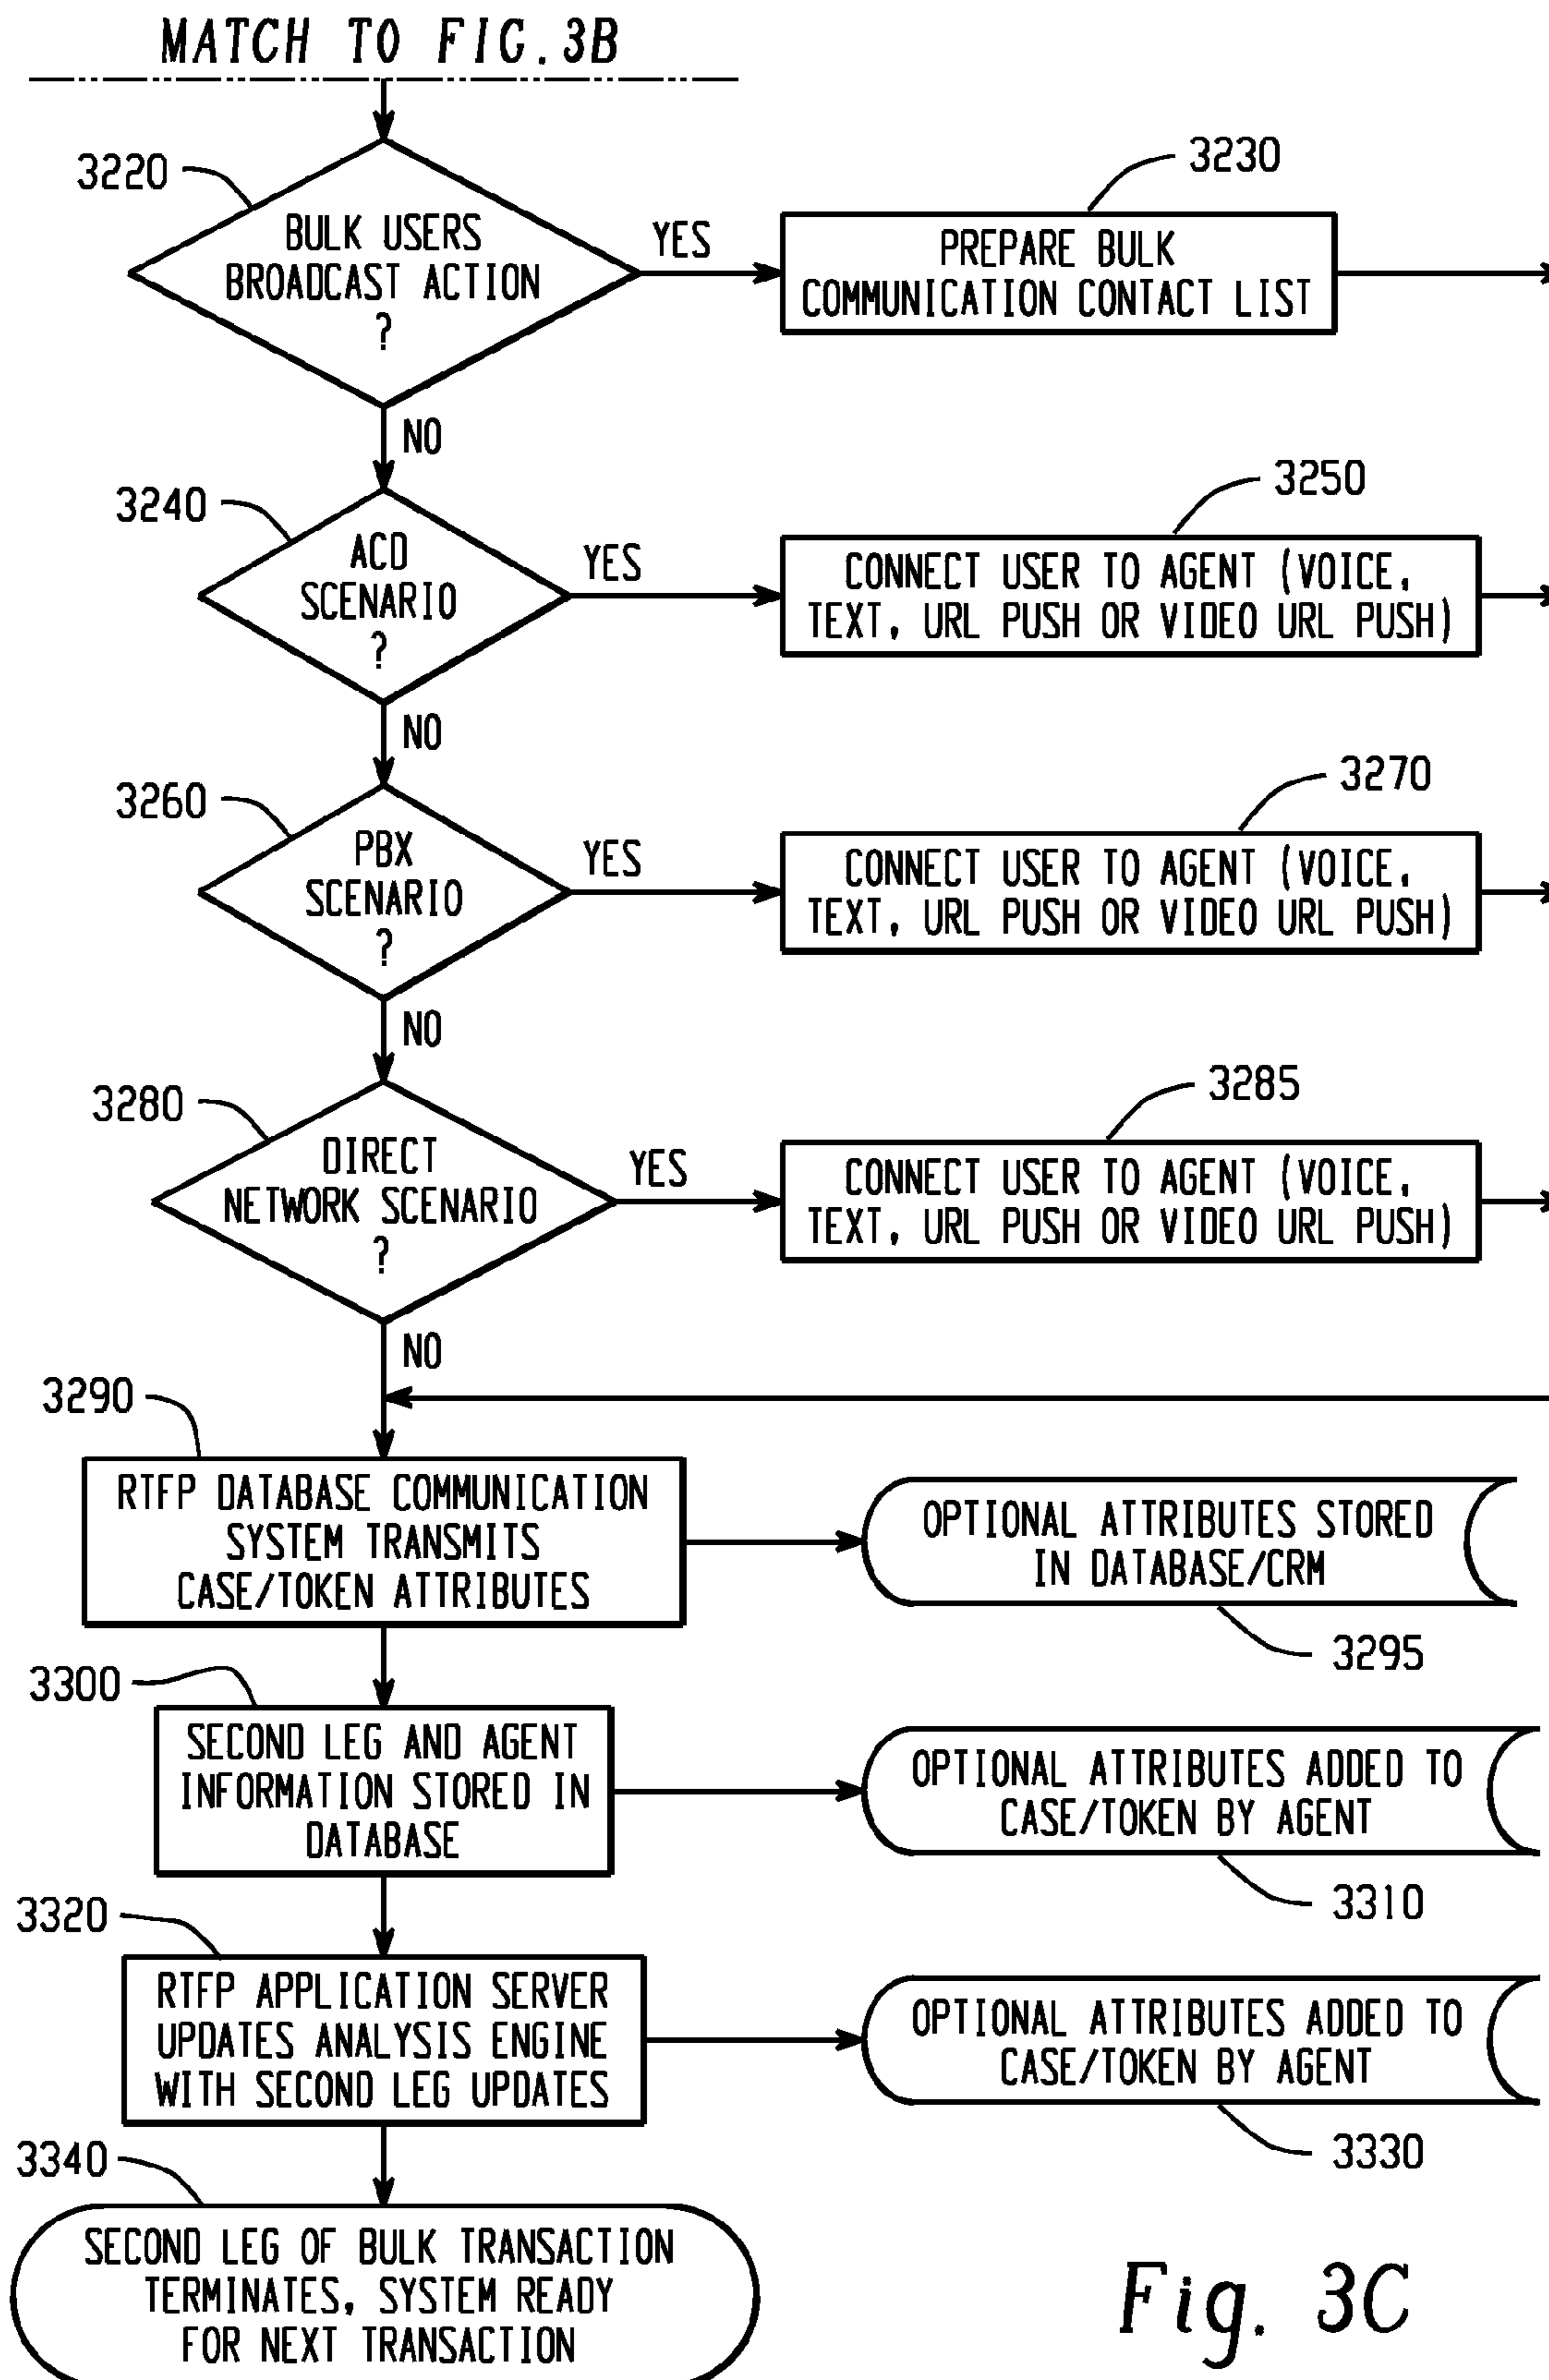 MATCH TO FIG.3B
3220
BULK USERS
BROADCAST ACTION
?
YES
3230
PREPARE BULK
COMMUNICATION CONTACT LIST
NO
3240
ACD
SCENARIO
?
YES
3250
CONNECT USER TO AGENT (VOICE,
TEXT, URL PUSH OR VIDEO URL PUSH)
NO
3260
PBX
SCENARIO
?
YES
3270
CONNECT USER TO AGENT (VOICE,
TEXT, URL PUSH OR VIDEO URL PUSH)
NO
3280
DIRECT
NETWORK SCENARIO
?
YES
3285
CONNECT USER TO AGENT (VOICE,
TEXT, URL PUSH OR VIDEO URL PUSH)
NO
3290
RTFP DATABASE COMMUNICATION
SYSTEM TRANSMITS
CASE/TOKEN ATTRIBUTES
OPTIONAL ATTRIBUTES STORED
IN DATABASE/CRM
3295
3300
SECOND LEG AND AGENT
INFORMATION STORED IN
DATABASE
OPTIONAL ATTRIBUTES ADDED TO
CASE/TOKEN BY AGENT
3310
3320
RTFP APPLICATION SERVER
UPDATES ANALYSIS ENGINE
WITH SECOND LEG UPDATES
OPTIONAL ATTRIBUTES ADDED TO
CASE/TOKEN BY AGENT
3330
3340
SECOND LEG OF BULK TRANSACTION
TERMINATES, SYSTEM READY
FOR NEXT TRANSACTION
Fig. 3C